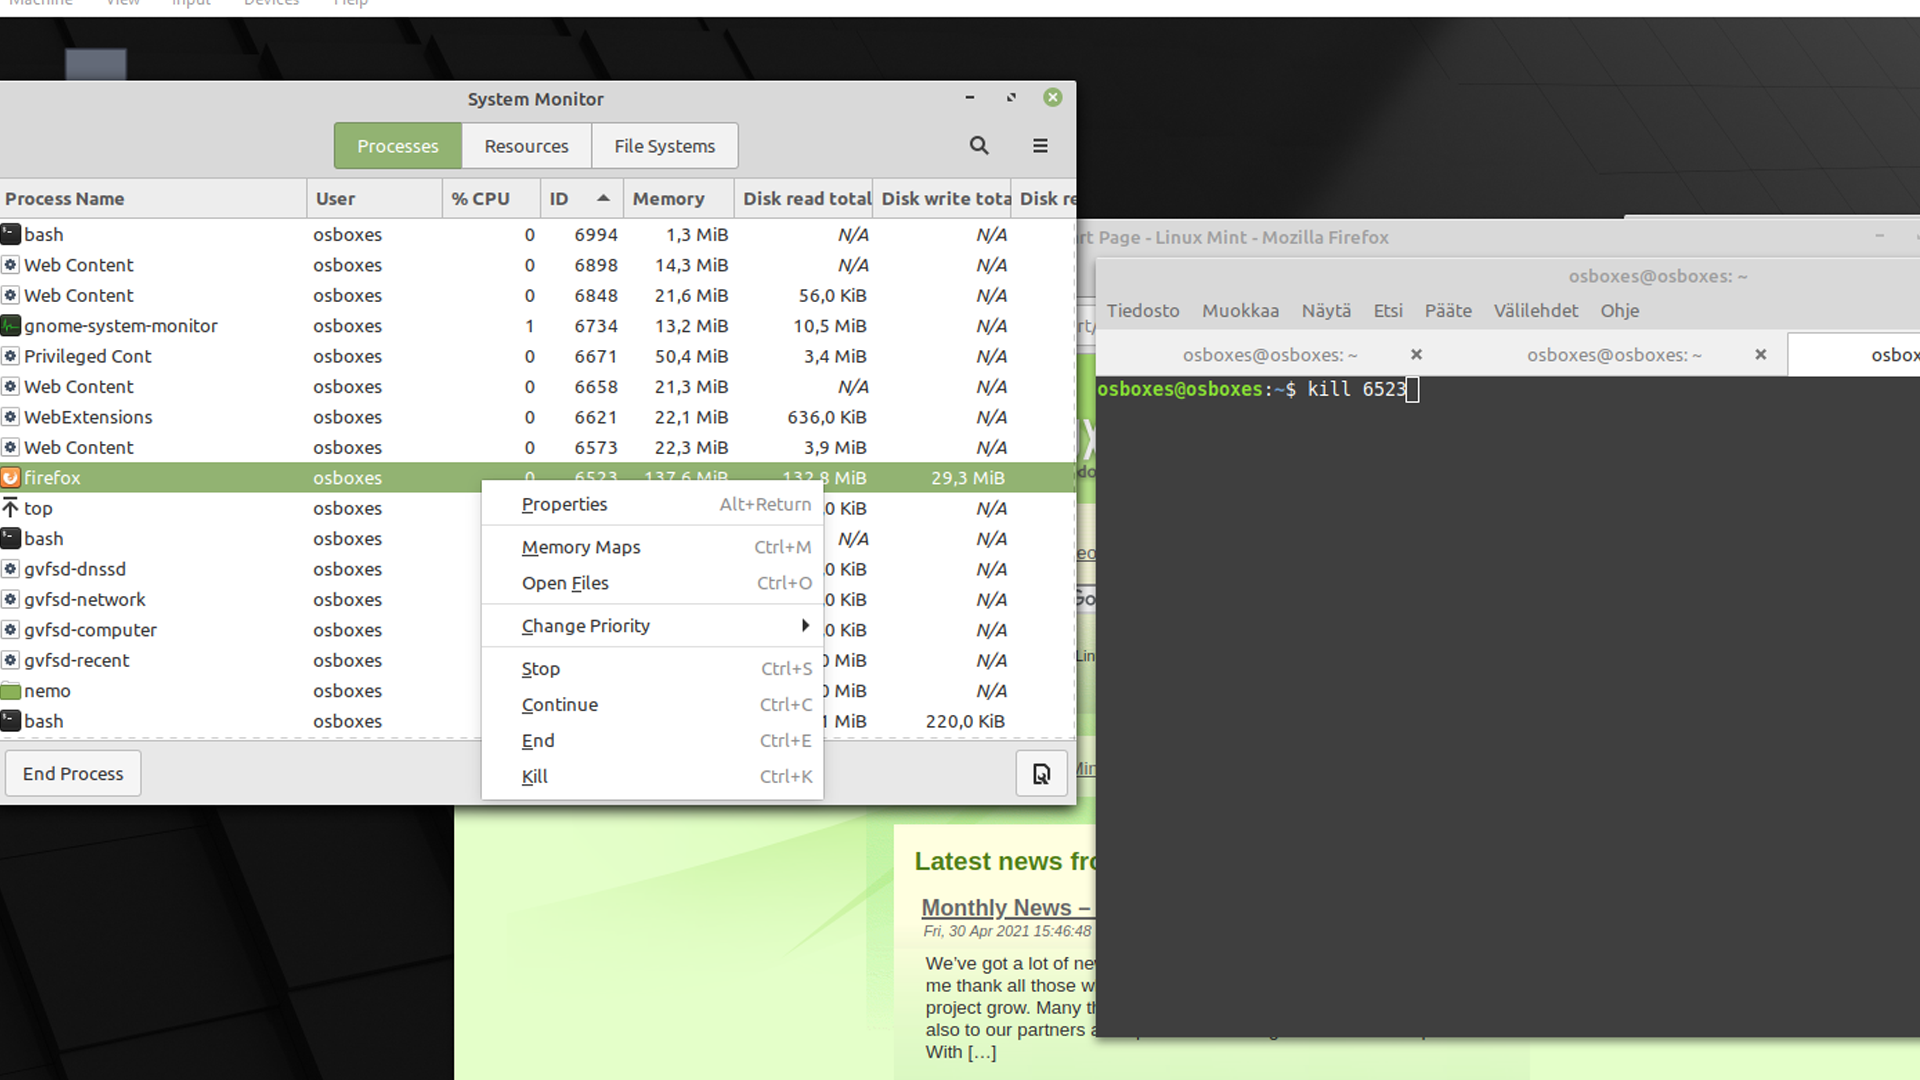 Machine View Input Devices Help
System Monitor
Processes Resources File Systems
Process Name User % CPU ID Memory Disk read total Disk write tota Disk re
bash osboxes 0 6994 1,3 MiB N/A N/A
Web Content osboxes 0 6898 14,3 MiB N/A N/A
Web Content osboxes 0 6848 21,6 MiB 56,0 KiB N/A
gnome-system-monitor osboxes 1 6734 13,2 MiB 10,5 MiB N/A
Privileged Cont osboxes 0 6671 50,4 MiB 3,4 MiB N/A
Web Content osboxes 0 6658 21,3 MiB N/A N/A
WebExtensions osboxes 0 6621 22,1 MiB 636,0 KiB N/A
Web Content osboxes 0 6573 22,3 MiB 3,9 MiB N/A
firefox osboxes 0 6523 137,6 MiB 132,8 MiB 29,3 MiB
top osboxes ,0 KiB N/A
bash osboxes N/A N/A
gvfsd-dnssd osboxes ,0 KiB N/A
gvfsd-network osboxes ,0 KiB N/A
gvfsd-computer osboxes ,0 KiB N/A
gvfsd-recent osboxes 0 MiB N/A
nemo osboxes 0 MiB N/A
bash osboxes 1 MiB 220,0 KiB
Properties Alt+Return
Memory Maps Ctrl+M
Open Files Ctrl+O
Change Priority
Stop Ctrl+S
Continue Ctrl+C
End Ctrl+E
Kill Ctrl+K
End Process
rt Page - Linux Mint - Mozilla Firefox
osboxes@osboxes: ~
Tiedosto Muokkaa Näytä Etsi Pääte Välilehdet Ohje
osboxes@osboxes: ~ osboxes@osboxes: ~ osbox
osboxes@osboxes:~$ kill 6523
Lin
Latest news fro
Monthly News –
Fri, 30 Apr 2021 15:46:48
We've got a lot of ne
me thank all those w
project grow. Many th
also to our partners a
With […]